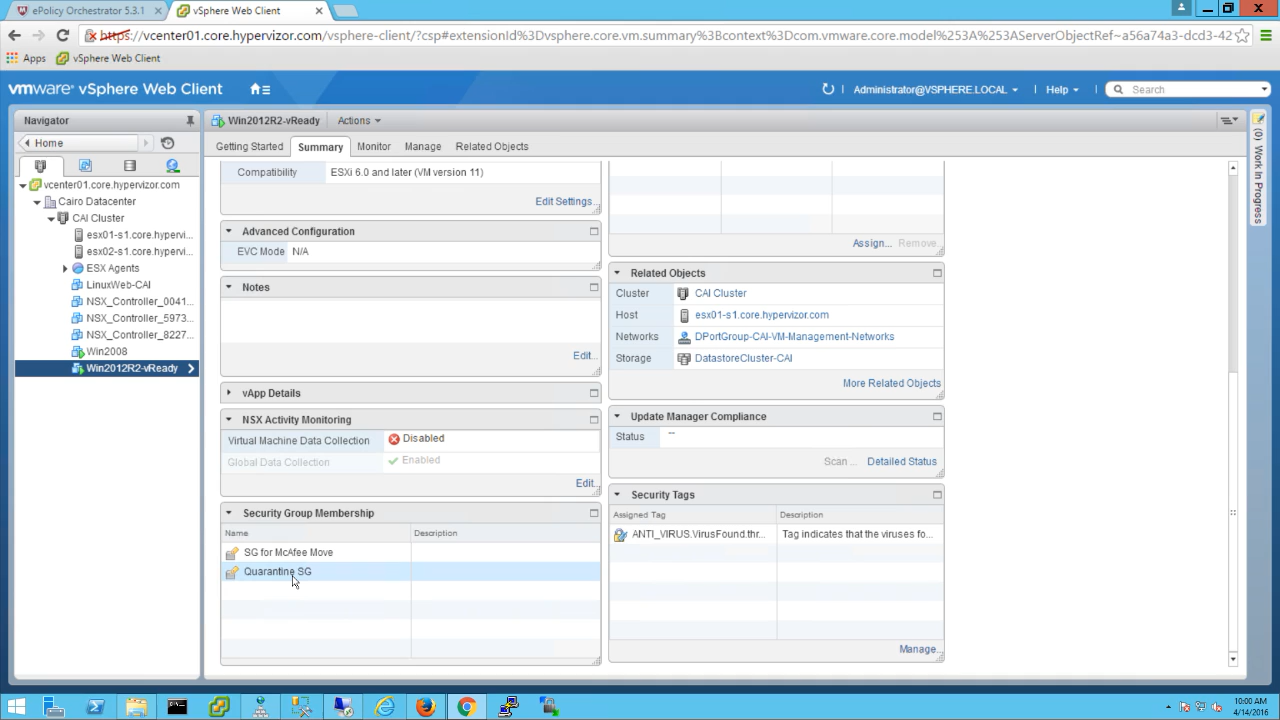 ePolicy Orchestrator 5.3.1
vSphere Web Client
https://vcenter01.core.hypervizor.com/vsphere-client/?csp#extensionId%3Dvsphere.core.vm.summary%3Bcontext%3Dcom.vmware.core.model%253A%253AServerObjectRef~a56a74a3-dcd3-42
Apps
vSphere Web Client
vmware® vSphere Web Client
Administrator@VSPHERE.LOCAL
Help
Search
Navigator
Home
vcenter01.core.hypervizor.com
Cairo Datacenter
CAI Cluster
esx01-s1.core.hypervi...
esx02-s1.core.hypervi...
ESX Agents
LinuxWeb-CAI
NSX_Controller_0041...
NSX_Controller_5973...
NSX_Controller_8227...
Win2008
Win2012R2-vReady
Win2012R2-vReady
Actions
Getting Started
Summary
Monitor
Manage
Related Objects
Compatibility ESXi 6.0 and later (VM version 11)
Edit Settings...
Advanced Configuration
EVC Mode N/A
Notes
Edit...
vApp Details
NSX Activity Monitoring
Virtual Machine Data Collection Disabled
Global Data Collection Enabled
Edit...
Security Group Membership
Name Description
SG for McAfee Move
Quarantine SG
Assign... Remove...
Related Objects
Cluster CAI Cluster
Host esx01-s1.core.hypervizor.com
Networks DPortGroup-CAI-VM-Management-Networks
Storage DatastoreCluster-CAI
More Related Objects
Update Manager Compliance
Status --
Scan ... Detailed Status
Security Tags
Assigned Tag Description
ANTI_VIRUS.VirusFound.thr... Tag indicates that the viruses fo...
Manage...
(0) Work In Progress
10:00 AM
4/14/2016